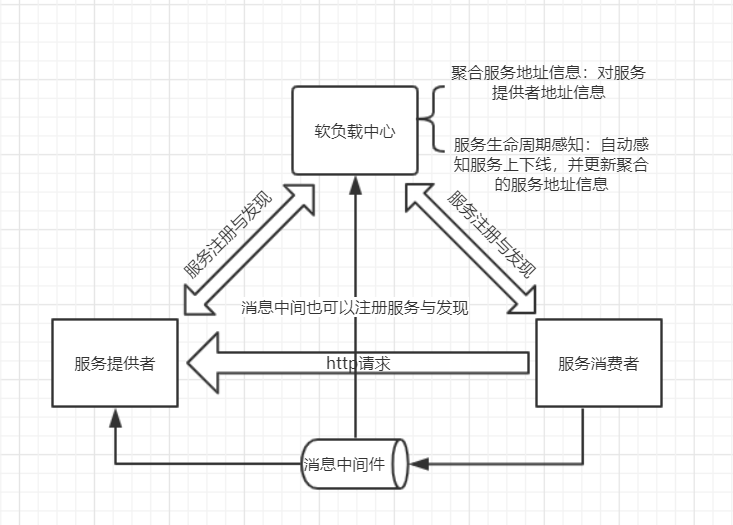 聚合服务地址信息：对服务
提供者地址信息
软负载中心
服务生命周期感知：自动感
知服务上下线，并更新聚合
的服务地址信息
服务注册与发现
服务注册与发现
消息中间也可以注册服务与发现
服务提供者
http请求
服务消费者
消息中间件